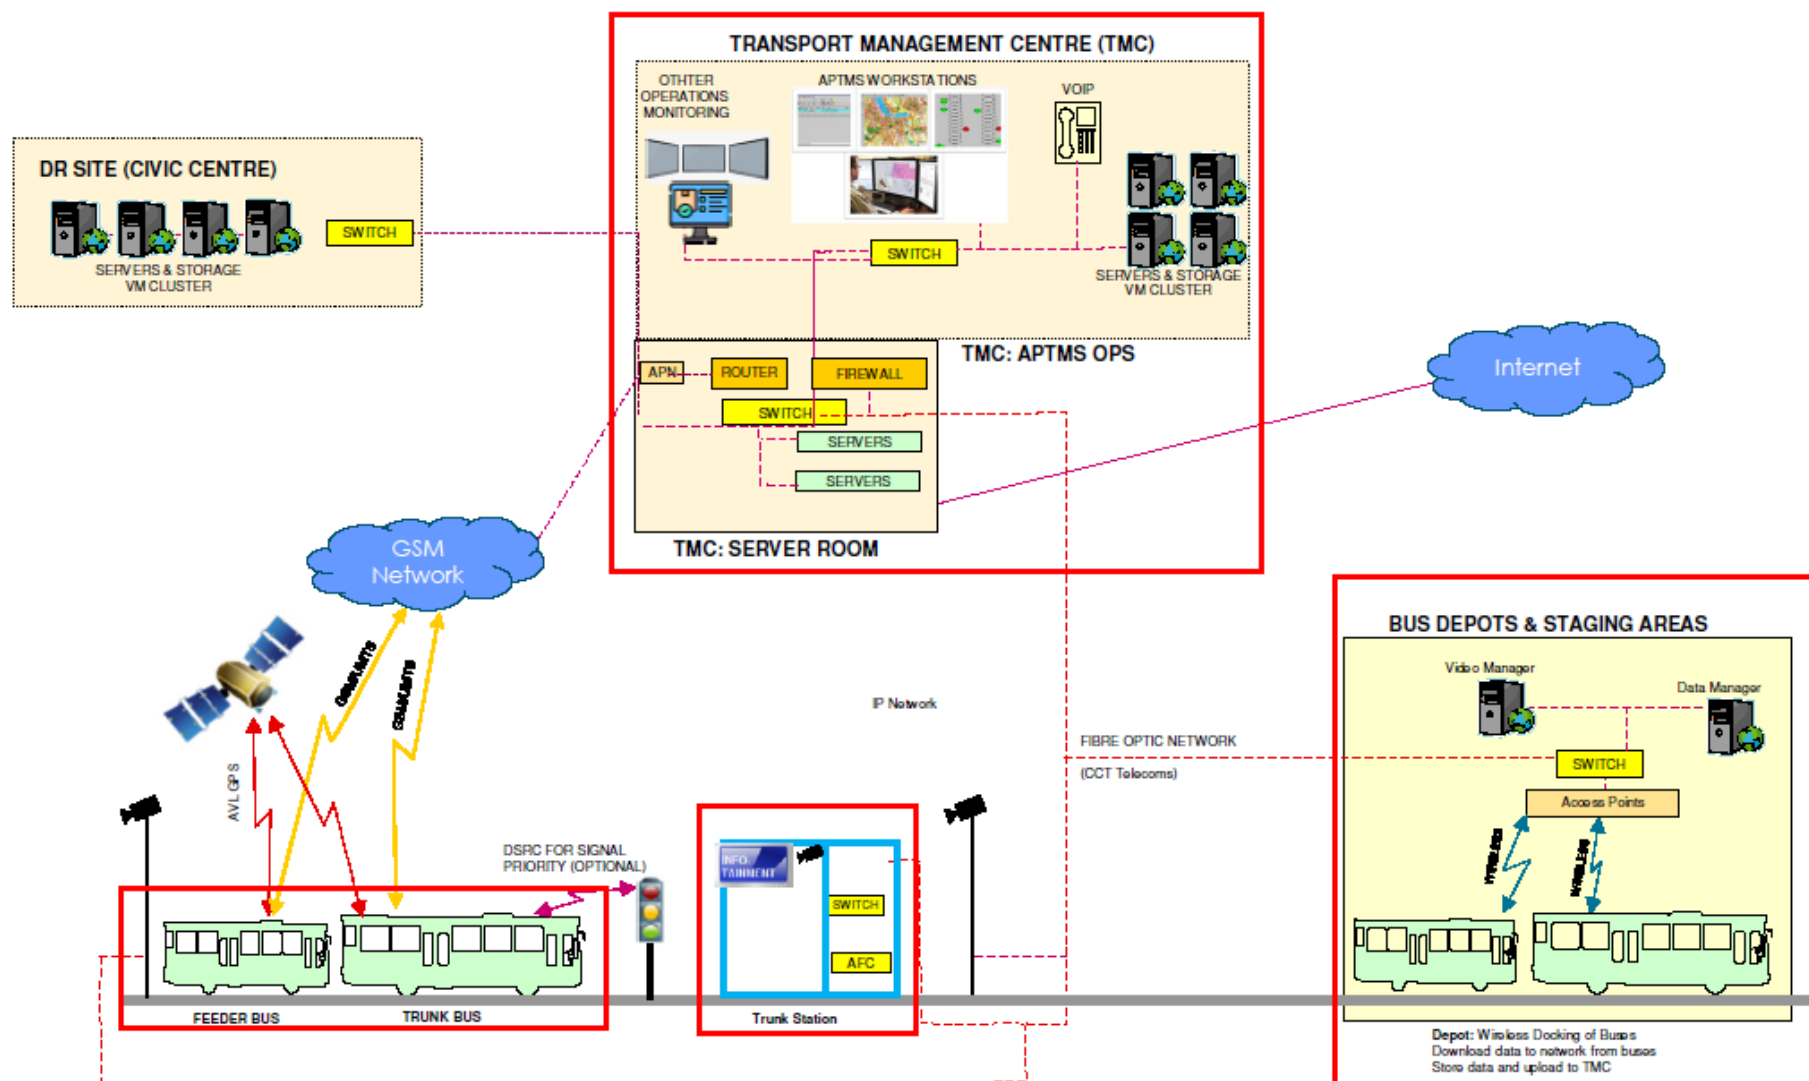 TRANSPORT MANAGEMENT CENTRE (TMC)
OTHTER
OPERATIONS
MONITORING
APTMS WORKSTATIONS
VOIP
SWITCH
SERVERS & STORAGE
VM CLUSTER
DR SITE (CIVIC CENTRE)
SWITCH
SERVERS & STORAGE
VM CLUSTER
TMC: APTMS OPS
APN
ROUTER
FIREWALL
SWITCH
SERVERS
SERVERS
TMC: SERVER ROOM
Internet
GSM
Network
GSM/UMTS
GSM/UMTS
AVL GPS
IP Network
FIBRE OPTIC NETWORK
(CCT Telecoms)
DSRC FOR SIGNAL
PRIORITY (OPTIONAL)
INFO
TAINMENT
SWITCH
AFC
FEEDER BUS
TRUNK BUS
Trunk Station
BUS DEPOTS & STAGING AREAS
Video Manager
Data Manager
SWITCH
Access Points
WIRELESS
WIRELESS
Depot: Wireless Docking of Buses
Download data to network from buses
Store data and upload to TMC